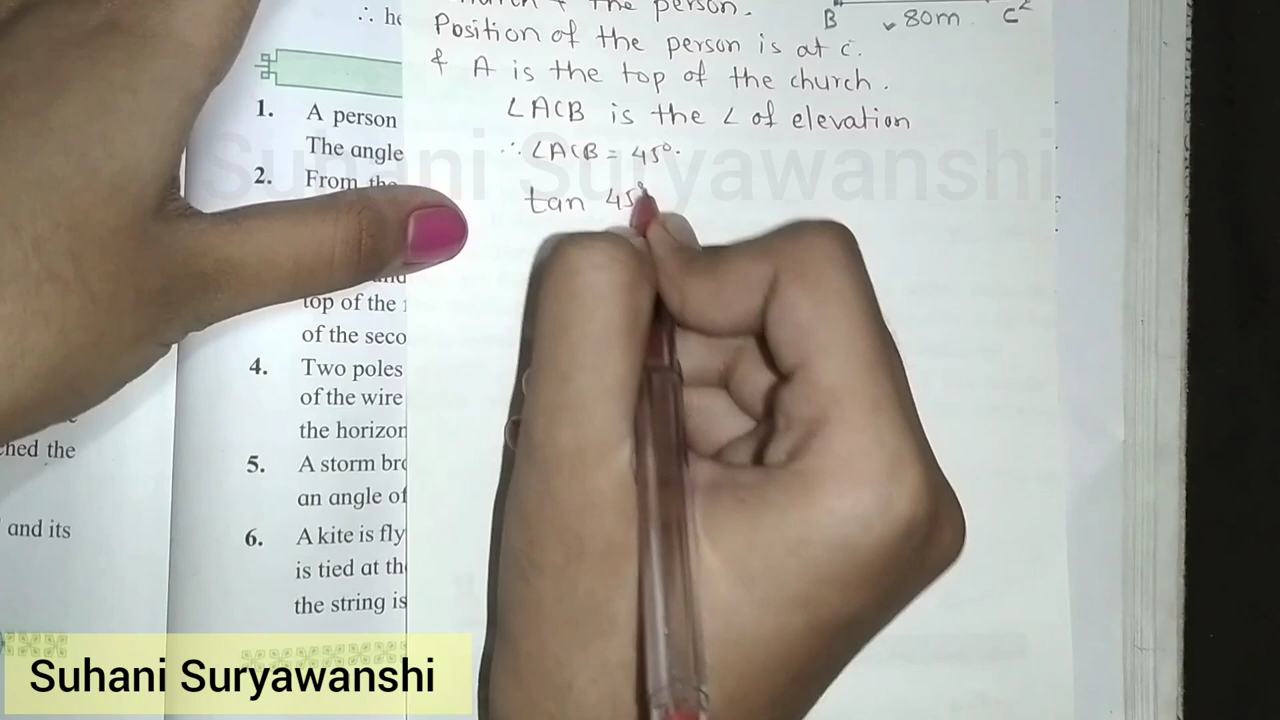 ∴ he
the person.
B 80m C
Position of the person is at C.
& A is the top of the church.
∠ACB is the ∠ of elevation
∴ ∠ACB = 45°.
tan 45°
1. A person
The angle
2. From the
top of the
of the seco
4. Two poles
of the wire
the horizon
5. A storm bro
an angle of
6. A kite is fly
is tied at the
the string is
ched the
and its
Suhani Suryawanshi
Suhani Suryawanshi